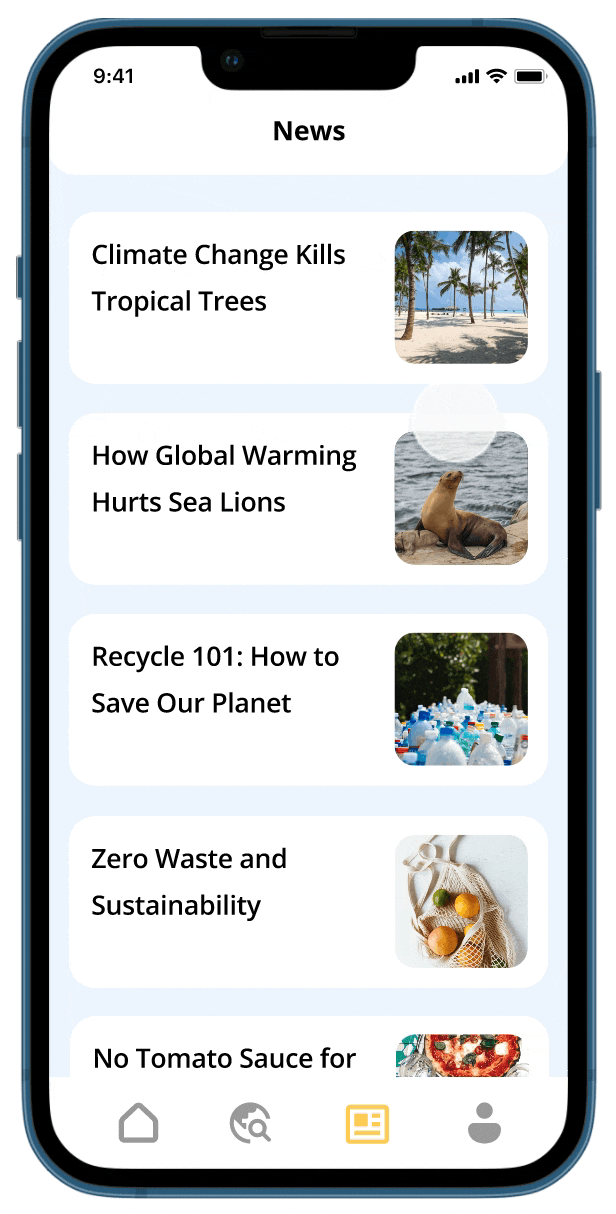 9:41
News
Climate Change Kills
Tropical Trees
How Global Warming
Hurts Sea Lions
Recycle 101: How to
Save Our Planet
Zero Waste and
Sustainability
No Tomato Sauce for